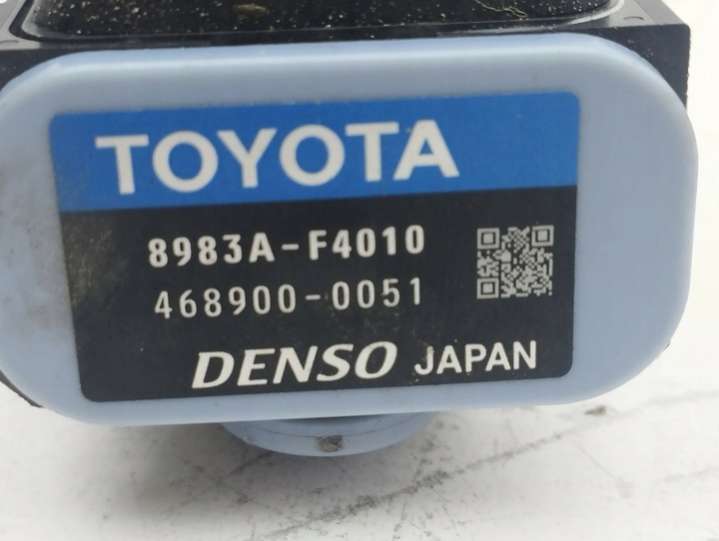 TOYOTA
8983A-F4010
468900-0051
DENSO JAPAN